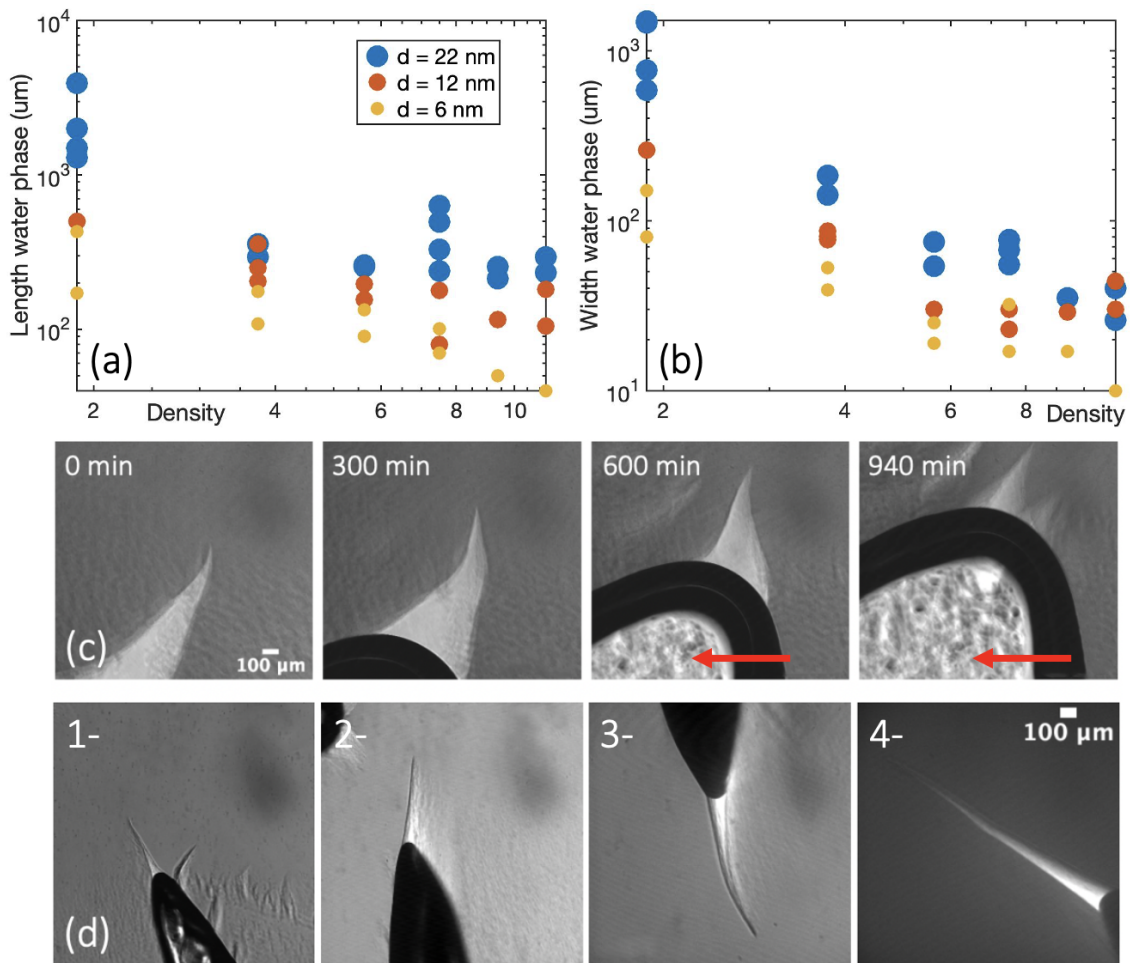 10^4
10^3
10^2
Length water phase (um)
d = 22 nm
d = 12 nm
d = 6 nm
(a)
2 4 6 8 10
Density
10^3
10^2
10^1
Width water phase (um)
(b)
2 4 6 8
Density
0 min
300 min
600 min
940 min
(c)
100 µm
1-
2-
3-
4-
100 µm
(d)